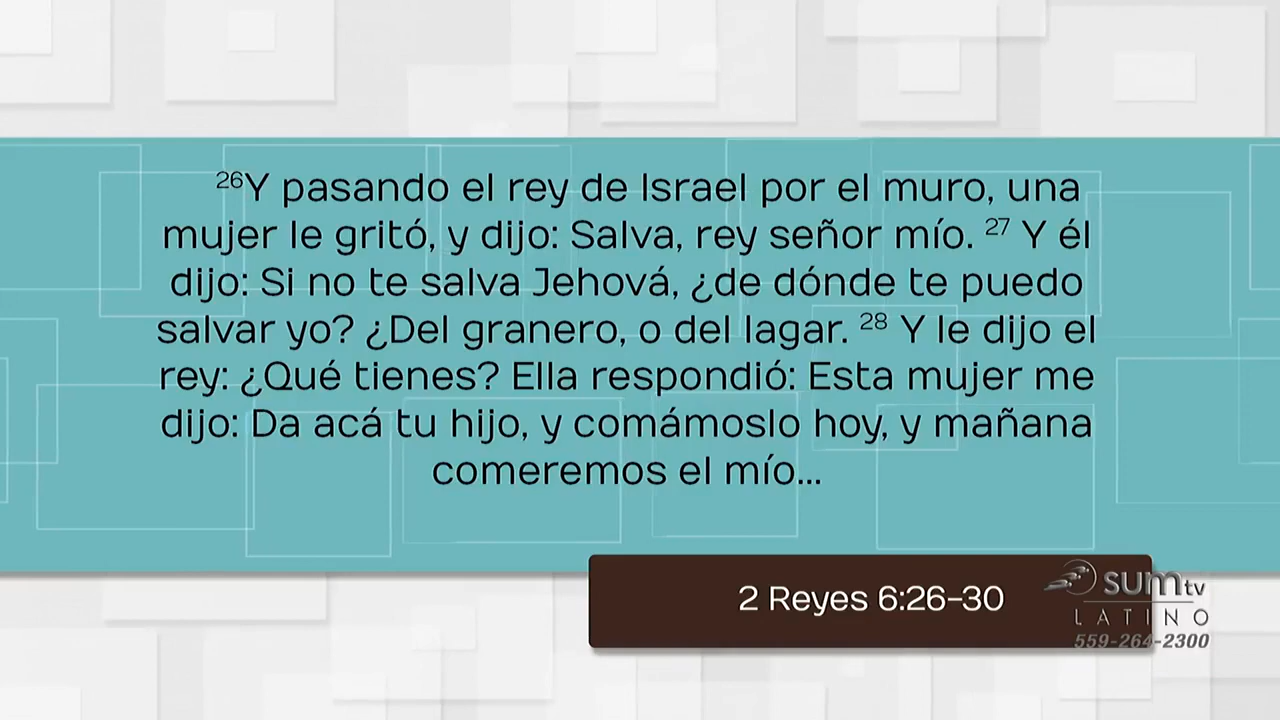 ²⁶Y pasando el rey de Israel por el muro, una
mujer le gritó, y dijo: Salva, rey señor mío. ²⁷ Y él
dijo: Si no te salva Jehová, ¿de dónde te puedo
salvar yo? ¿Del granero, o del lagar. ²⁸ Y le dijo el
rey: ¿Qué tienes? Ella respondió: Esta mujer me
dijo: Da acá tu hijo, y comámoslo hoy, y mañana
comeremos el mío...
2 Reyes 6:26-30
sumtv
LATINO
559-264-2300